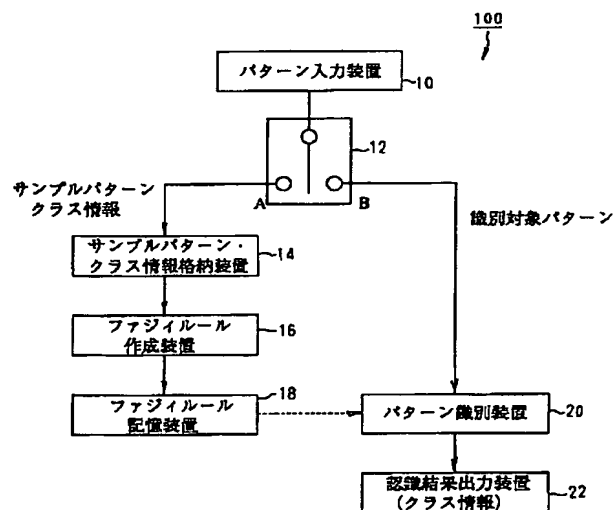 100
パターン入力装置
10
12
サンプルパターン
クラス情報
A
B
識別対象パターン
サンプルパターン・
クラス情報格納装置
14
ファジィルール
作成装置
16
ファジィルール
記憶装置
18
パターン識別装置
20
認識結果出力装置
(クラス情報)
22